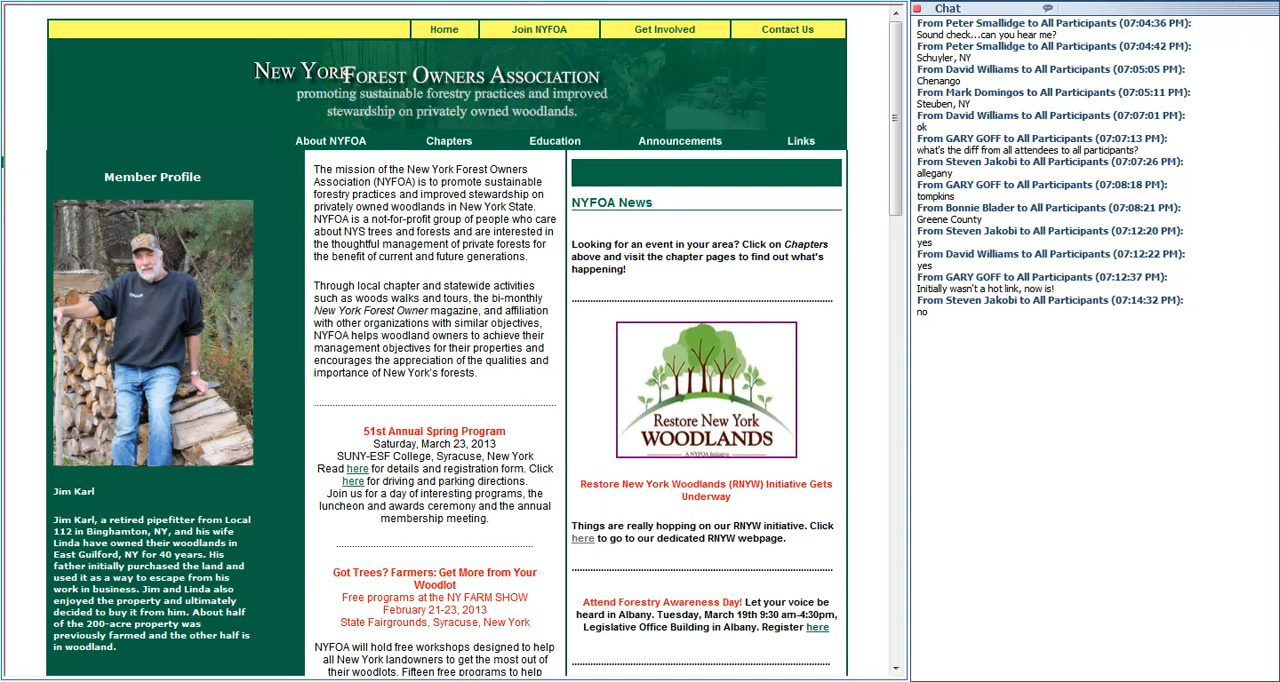 Home
Join NYFOA
Get Involved
Contact Us
NEW YORK FOREST OWNERS ASSOCIATION
promoting sustainable forestry practices and improved
stewardship on privately owned woodlands.
About NYFOA
Chapters
Education
Announcements
Links
Member Profile
Jim Karl
Jim Karl, a retired pipefitter from Local
112 in Binghamton, NY, and his wife
Linda have owned their woodlands in
East Guilford, NY for 40 years. His
father initially purchased the land and
used it as a way to escape from his
work in business. Jim and Linda also
enjoyed the property and ultimately
decided to buy it from him. About half
of the 200-acre property was
previously farmed and the other half is
in woodland.
The mission of the New York Forest Owners
Association (NYFOA) is to promote sustainable
forestry practices and improved stewardship on
privately owned woodlands in New York State.
NYFOA is a not-for-profit group of people who care
about NYS trees and forests and are interested in
the thoughtful management of private forests for
the benefit of current and future generations.
Through local chapter and statewide activities
such as woods walks and tours, the bi-monthly
New York Forest Owner magazine, and affiliation
with other organizations with similar objectives,
NYFOA helps woodland owners to achieve their
management objectives for their properties and
encourages the appreciation of the qualities and
importance of New York's forests.
51st Annual Spring Program
Saturday, March 23, 2013
SUNY-ESF College, Syracuse, New York
Read here for details and registration form. Click
here for driving and parking directions.
Join us for a day of interesting programs, the
luncheon and awards ceremony and the annual
membership meeting.
Got Trees? Farmers: Get More from Your
Woodlot
Free programs at the NY FARM SHOW
February 21-23, 2013
State Fairgrounds, Syracuse, New York
NYFOA will hold free workshops designed to help
all New York landowners to get the most out of
their woodlots. Fifteen free programs to help
NYFOA News
Looking for an event in your area? Click on Chapters
above and visit the chapter pages to find out what's
happening!
Restore New York
WOODLANDS
A NYFOA Initiative
Restore New York Woodlands (RNYW) Initiative Gets
Underway
Things are really hopping on our RNYW initiative. Click
here to go to our dedicated RNYW webpage.
Attend Forestry Awareness Day! Let your voice be
heard in Albany. Tuesday, March 19th 9:30 am-4:30pm,
Legislative Office Building in Albany. Register here
Chat
From Peter Smallidge to All Participants (07:04:36 PM):
Sound check...can you hear me?
From Peter Smallidge to All Participants (07:04:42 PM):
Schuyler, NY
From David Williams to All Participants (07:05:05 PM):
Chenango
From Mark Domingos to All Participants (07:05:11 PM):
Steuben, NY
From David Williams to All Participants (07:07:01 PM):
ok
From GARY GOFF to All Participants (07:07:13 PM):
what's the diff from all attendees to all participants?
From Steven Jakobi to All Participants (07:07:26 PM):
allegany
From GARY GOFF to All Participants (07:08:18 PM):
tompkins
From Bonnie Blader to All Participants (07:08:21 PM):
Greene County
From Steven Jakobi to All Participants (07:12:20 PM):
yes
From David Williams to All Participants (07:12:22 PM):
yes
From GARY GOFF to All Participants (07:12:37 PM):
Initially wasn't a hot link, now is!
From Steven Jakobi to All Participants (07:14:32 PM):
no